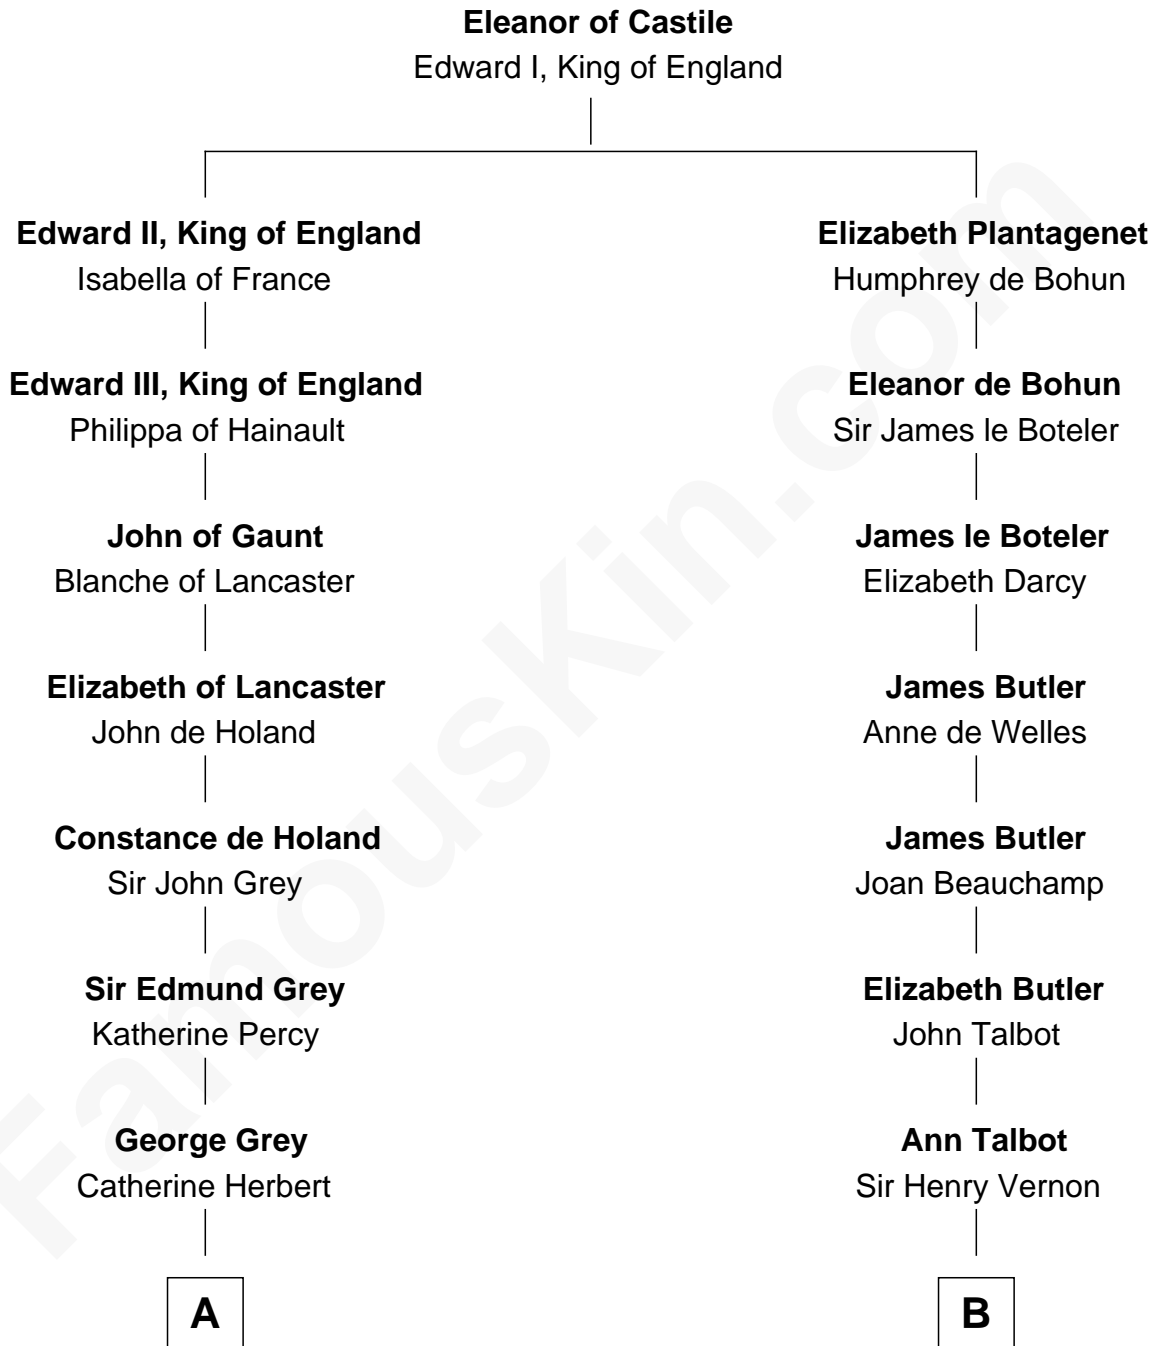 Eleanor of Castile
Edward I, King of England
Edward II, King of England
Isabella of France
Edward III, King of England
Philippa of Hainault
John of Gaunt
Blanche of Lancaster
Elizabeth of Lancaster
John de Holand
Constance de Holand
Sir John Grey
Sir Edmund Grey
Katherine Percy
George Grey
Catherine Herbert
A
Elizabeth Plantagenet
Humphrey de Bohun
Eleanor de Bohun
Sir James le Boteler
James le Boteler
Elizabeth Darcy
James Butler
Anne de Welles
James Butler
Joan Beauchamp
Elizabeth Butler
John Talbot
Ann Talbot
Sir Henry Vernon
B
FamousKin.com